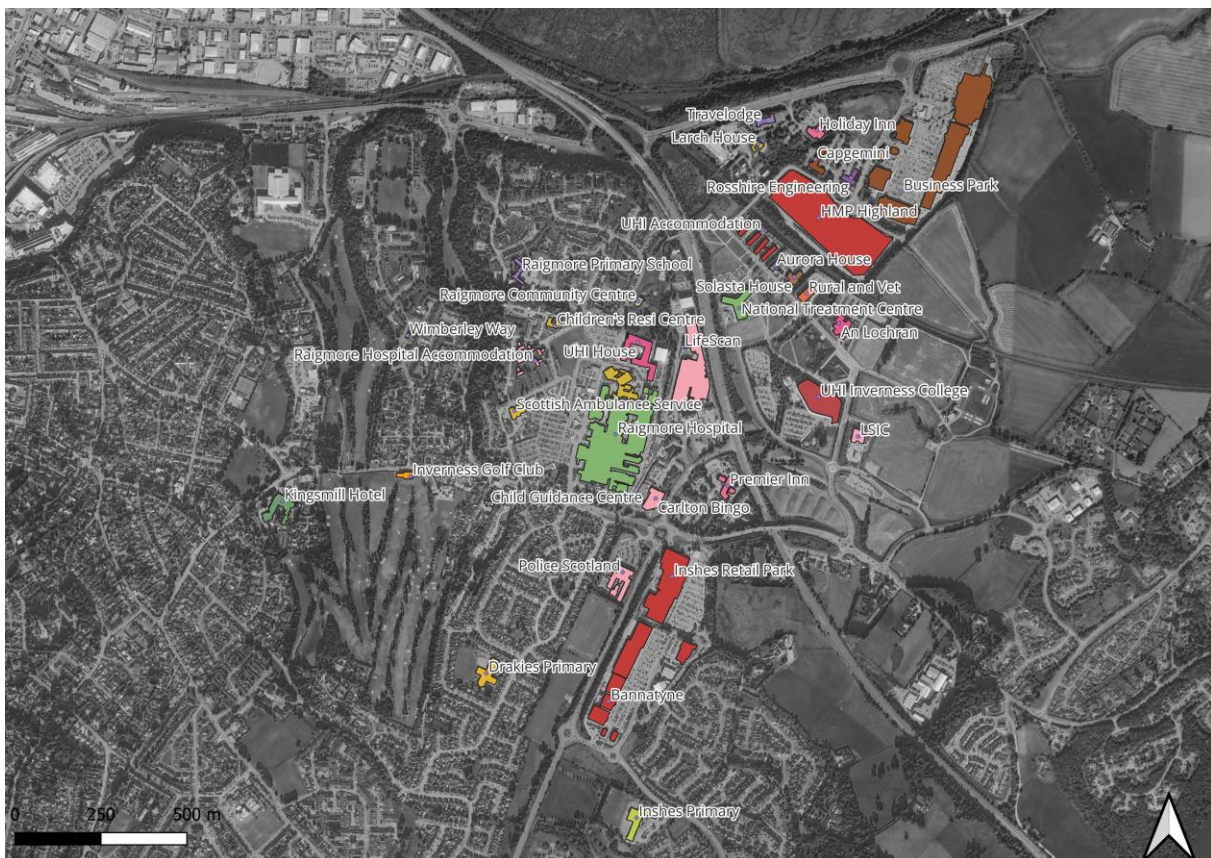 Travelodge
Holiday Inn
Larch House
Capgemini
Rosshire Engineering
Business Park
HMP Highland
UHI Accommodation
Aurora House
Raigmore Primary School
Solasta House
Rural and Vet
Raigmore Community Centre
National Treatment Centre
Children's Resi Centre
An Lochran
Wimberley Way
LifeScan
Raigmore Hospital Accommodation
UHI House
UHI Inverness College
Scottish Ambulance Service
Raigmore Hospital
LSIC
Inverness Golf Club
Premier Inn
Kingsmill Hotel
Child Guidance Centre
Carlton Bingo
Police Scotland
Inshes Retail Park
Drakies Primary
Bannatyne
Inshes Primary
0 250 500 m